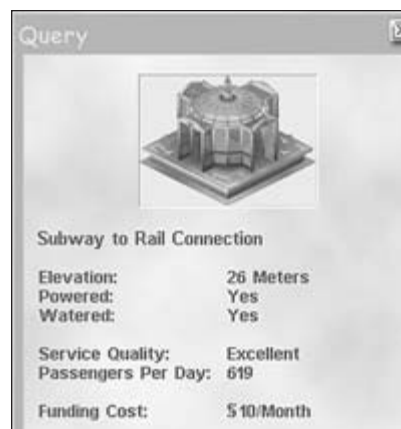 Query
Subway to Rail Connection
Elevation: 26 Meters
Powered: Yes
Watered: Yes
Service Quality: Excellent
Passengers Per Day: 619
Funding Cost: $10/Month